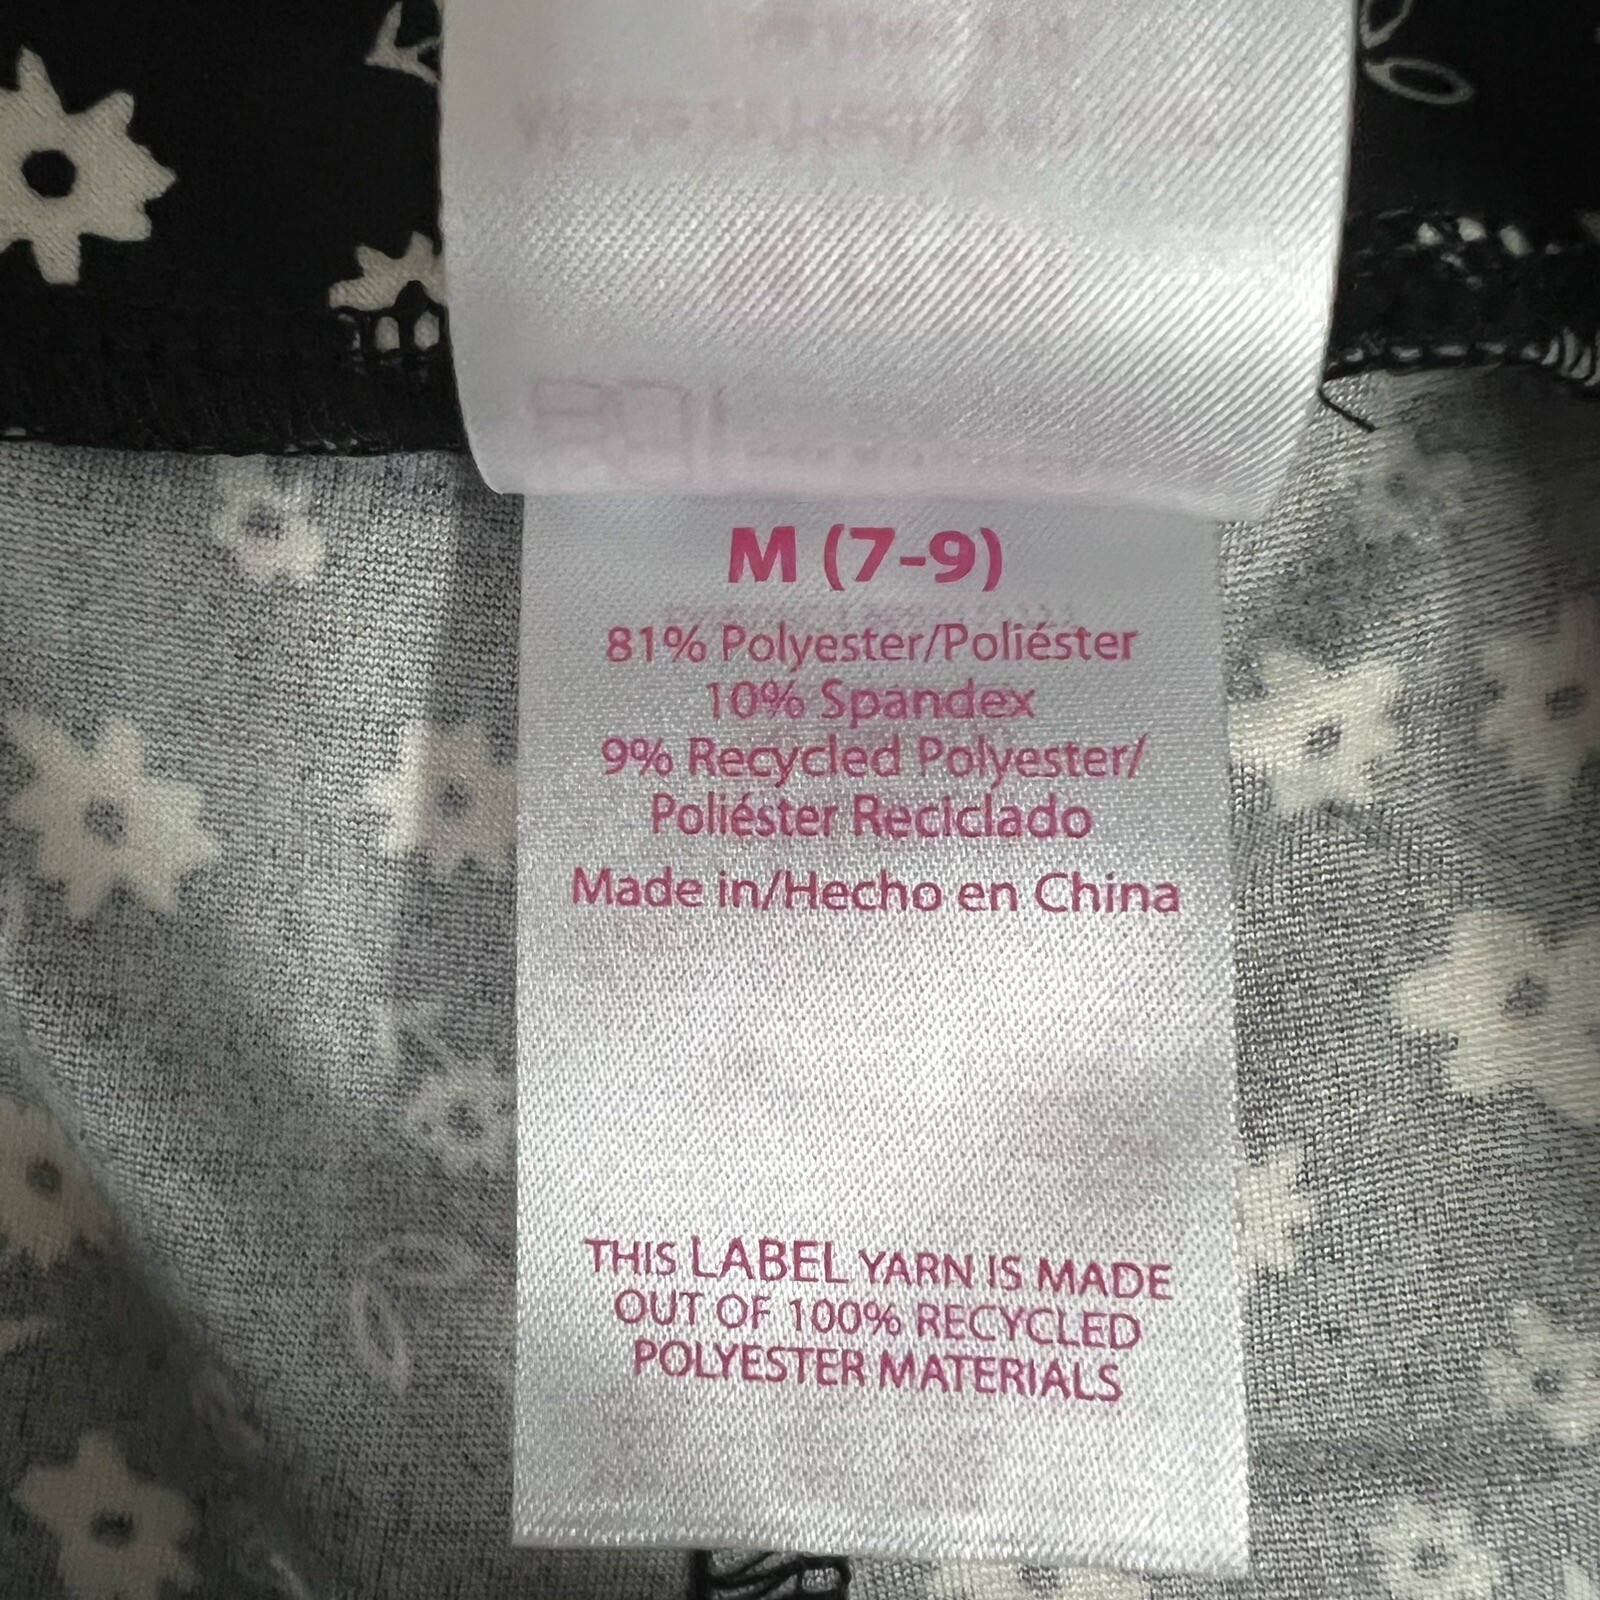 M (7-9)
81% Polyester/Poliéster
10% Spandex
9% Recycled Polyester/
Poliéster Reciclado
Made in/Hecho en China
THIS LABEL YARN IS MADE
OUT OF 100% RECYCLED
POLYESTER MATERIALS